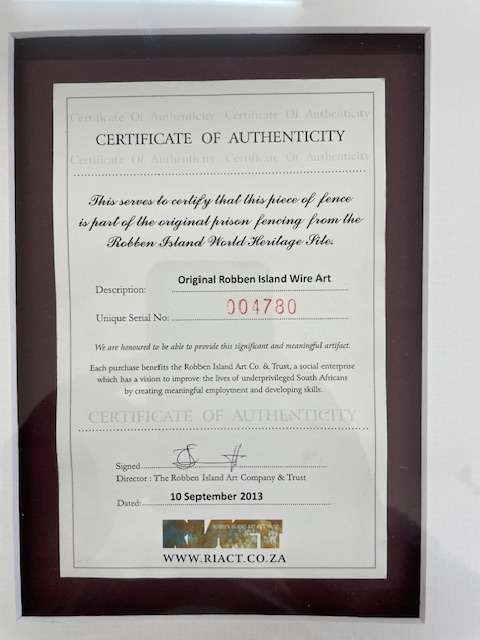 Certificate Of Authenticity Certificate Of Authenticity
CERTIFICATE OF AUTHENTICITY
Certificate Of Authenticity Certificate Of Authenticity
This serves to certify that this piece of fence
is part of the original prison fencing from the
Robben Island World Heritage Site.
Description: Original Robben Island Wire Art
Unique Serial No: 004780
We are honoured to be able to provide this significant and meaningful artifact.
Each purchase benefits the Robben Island Art Co. & Trust, a social enterprise
which has a vision to improve the lives of underprivileged South Africans
by creating meaningful employment and developing skills.
CERTIFICATE OF AUTHENTICITY
Signed
Director : The Robben Island Art Company & Trust
Dated: 10 September 2013
ROBBEN ISLAND ART & TRUST
RIACT
WWW.RIACT.CO.ZA